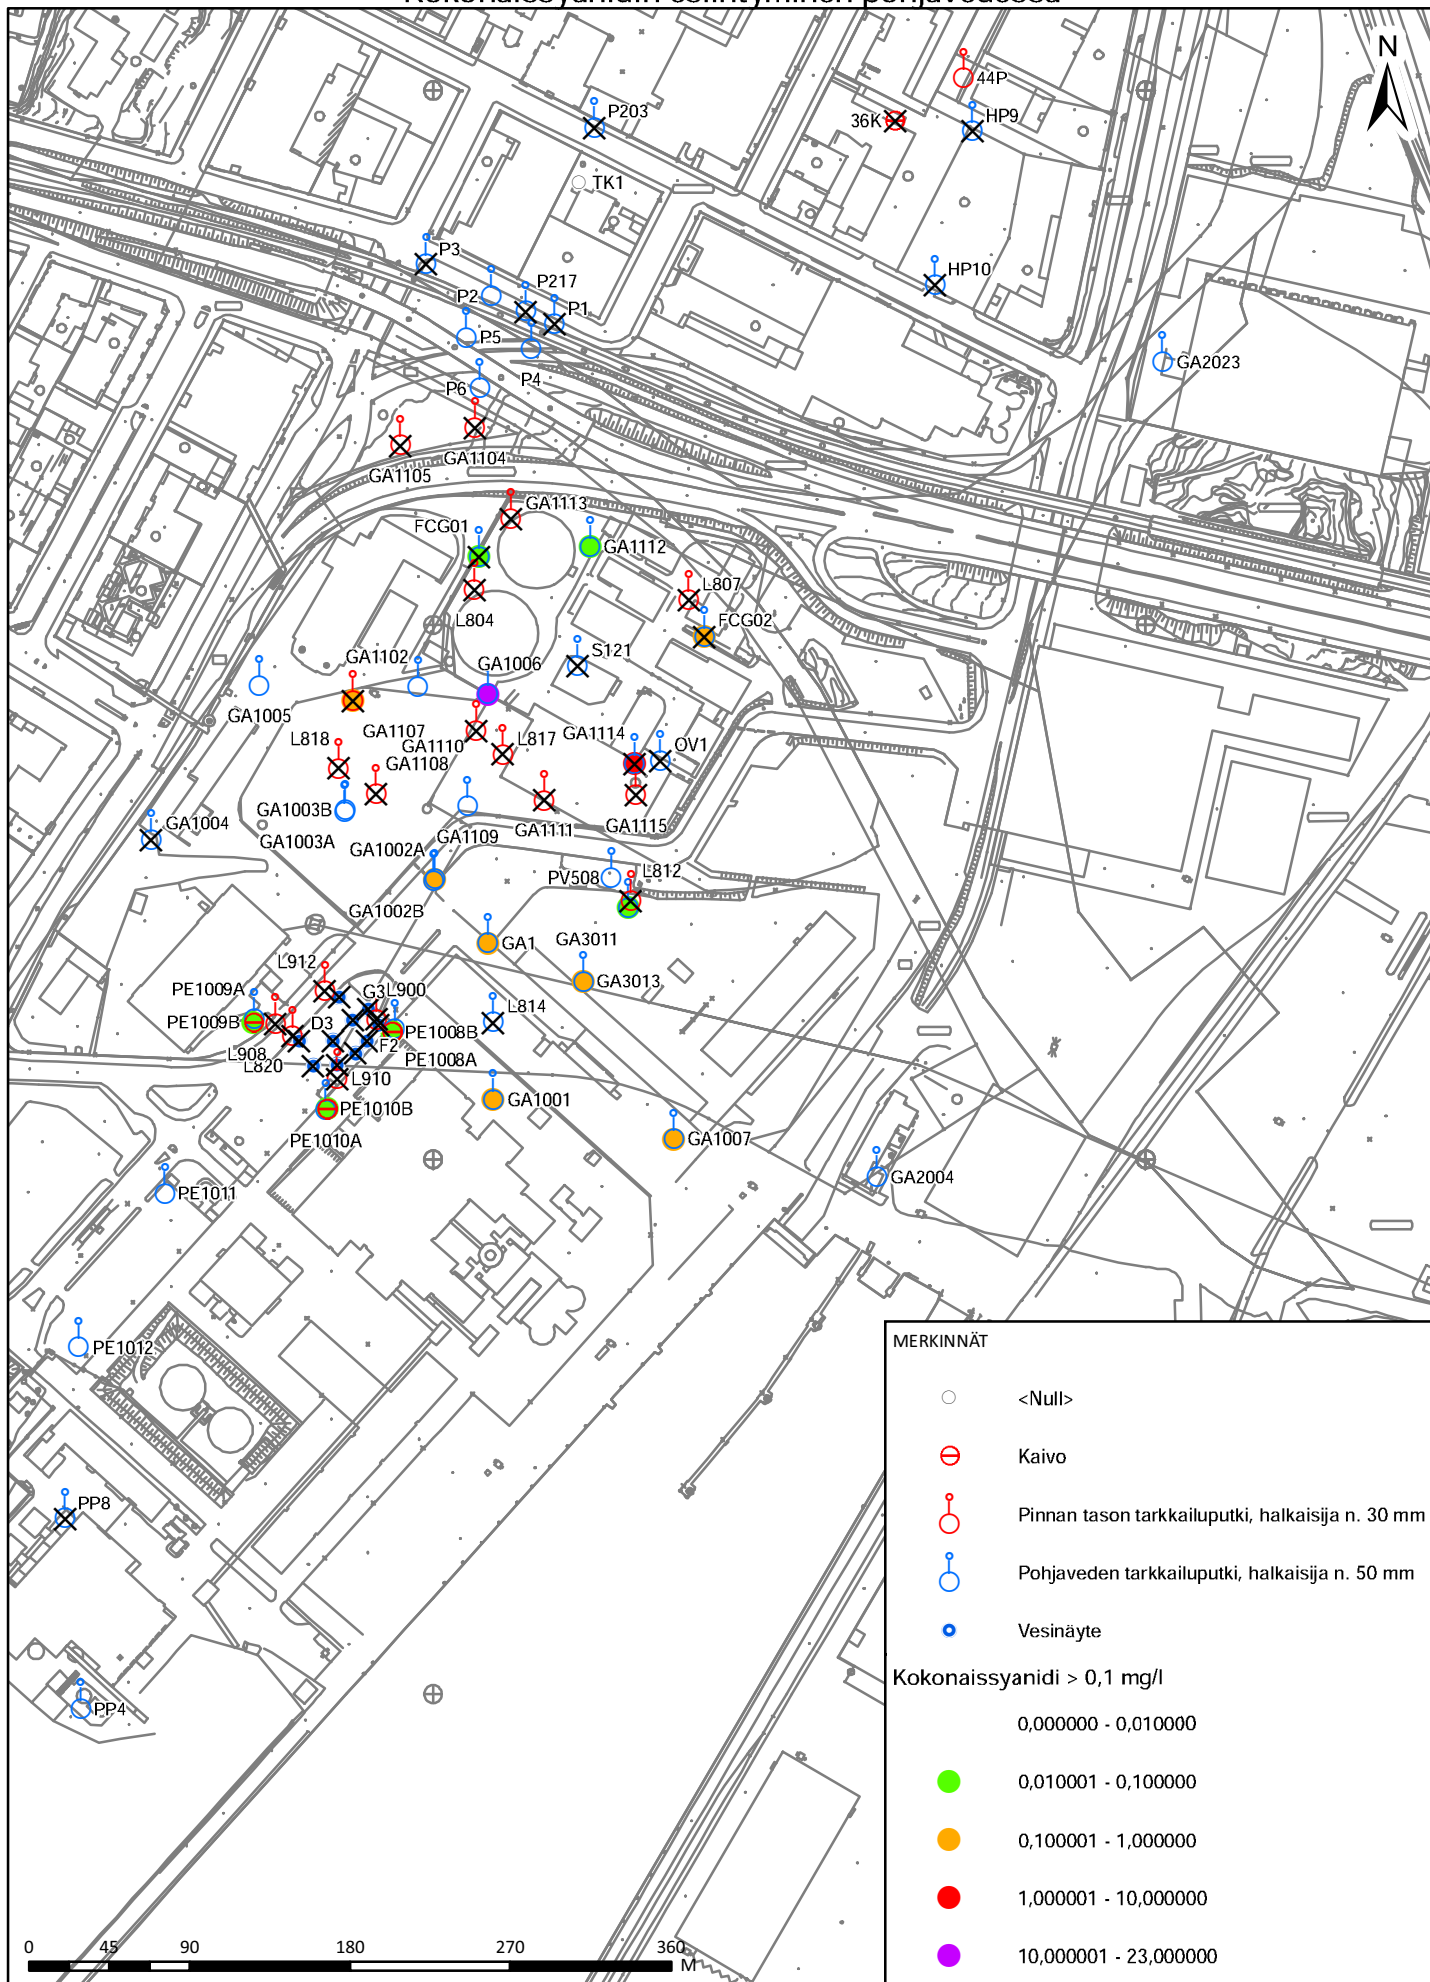 Kokonaissyanidin esiintyminen pohjavedessä
N
44P
P203
36K
HP9
TK1
P3
HP10
P217
P2
P1
P5
GA2023
P4
P6
GA1104
GA1105
GA1113
FCG01
GA1112
L807
L804
FCG02
S121
GA1102
GA1006
GA1005
GA1107
GA1114
OV1
L818
GA1110
L817
GA1108
GA1003B
GA1111
GA1115
GA1004
GA1109
GA1003A
GA1002A
L812
PV508
GA1002B
GA1
GA3011
L912
GA3013
PE1009A
G3
L900
L814
PE1009B
D3
PE1008B
F2
L908
PE1008A
L820
L910
GA1001
PE1010B
GA1007
PE1010A
GA2004
PE1011
PE1012
PP8
PP4
MERKINNÄT
<Null>
Kaivo
Pinnan tason tarkkailuputki, halkaisija n. 30 mm
Pohjaveden tarkkailuputki, halkaisija n. 50 mm
Vesinäyte
Kokonaissyanidi > 0,1 mg/l
0,000000 - 0,010000
0,010001 - 0,100000
0,100001 - 1,000000
1,000001 - 10,000000
10,000001 - 23,000000
0 45 90 180 270 360
M